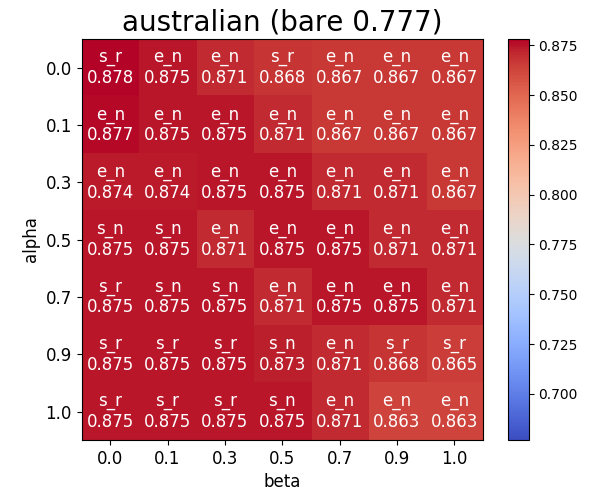 australian (bare 0.777)
0.0
s_r e_n e_n s_r e_n e_n e_n
0.878 0.875 0.871 0.868 0.867 0.867 0.867
0.1
e_n e_n e_n e_n e_n e_n e_n
0.877 0.875 0.875 0.871 0.867 0.867 0.867
0.3
e_n e_n e_n e_n e_n e_n e_n
0.874 0.874 0.875 0.875 0.871 0.871 0.867
0.5
s_n s_n e_n e_n e_n e_n e_n
0.875 0.875 0.871 0.875 0.875 0.871 0.871
0.7
s_r s_n s_n e_n e_n e_n e_n
0.875 0.875 0.875 0.871 0.875 0.875 0.871
0.9
s_r s_r s_r s_n e_n s_r s_r
0.875 0.875 0.875 0.873 0.871 0.868 0.865
1.0
s_r s_r s_r s_n e_n e_n e_n
0.875 0.875 0.875 0.875 0.871 0.863 0.863
0.0 0.1 0.3 0.5 0.7 0.9 1.0
beta
alpha
0.875
0.850
0.825
0.800
0.775
0.750
0.725
0.700